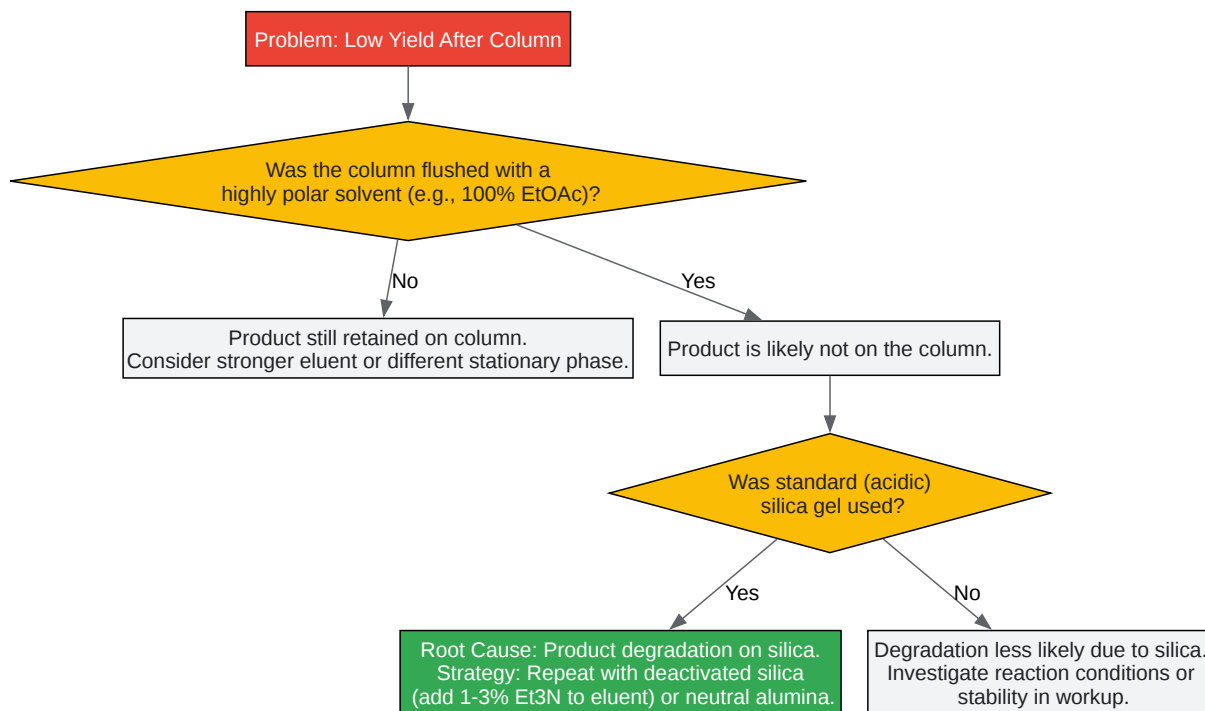 Problem: Low Yield After Column
Was the column flushed with a
highly polar solvent (e.g., 100% EtOAc)?
No
Yes
Product still retained on column.
Consider stronger eluent or different stationary phase.
Product is likely not on the column.
Was standard (acidic)
silica gel used?
Yes
No
Root Cause: Product degradation on silica.
Strategy: Repeat with deactivated silica
(add 1-3% Et3N to eluent) or neutral alumina.
Degradation less likely due to silica.
Investigate reaction conditions or
stability in workup.